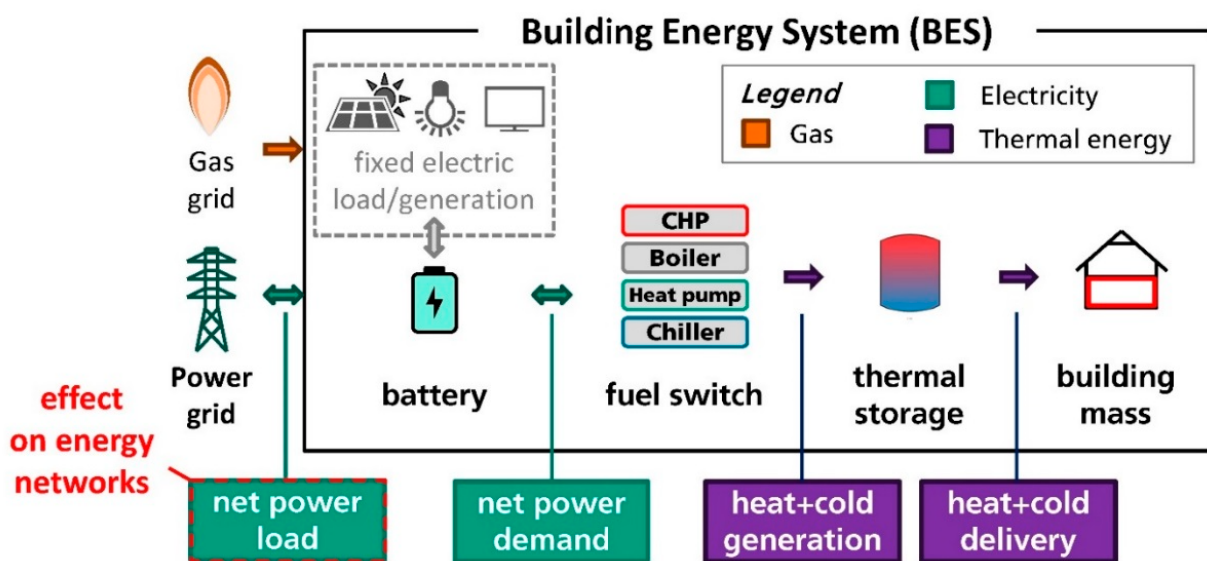 Building Energy System (BES)
Gas
grid
fixed electric
load/generation
Legend
Gas
Electricity
Thermal energy
Power
grid
battery
CHP
Boiler
Heat pump
Chiller
fuel switch
thermal
storage
building
mass
effect
on energy
networks
net power
load
net power
demand
heat+cold
generation
heat+cold
delivery